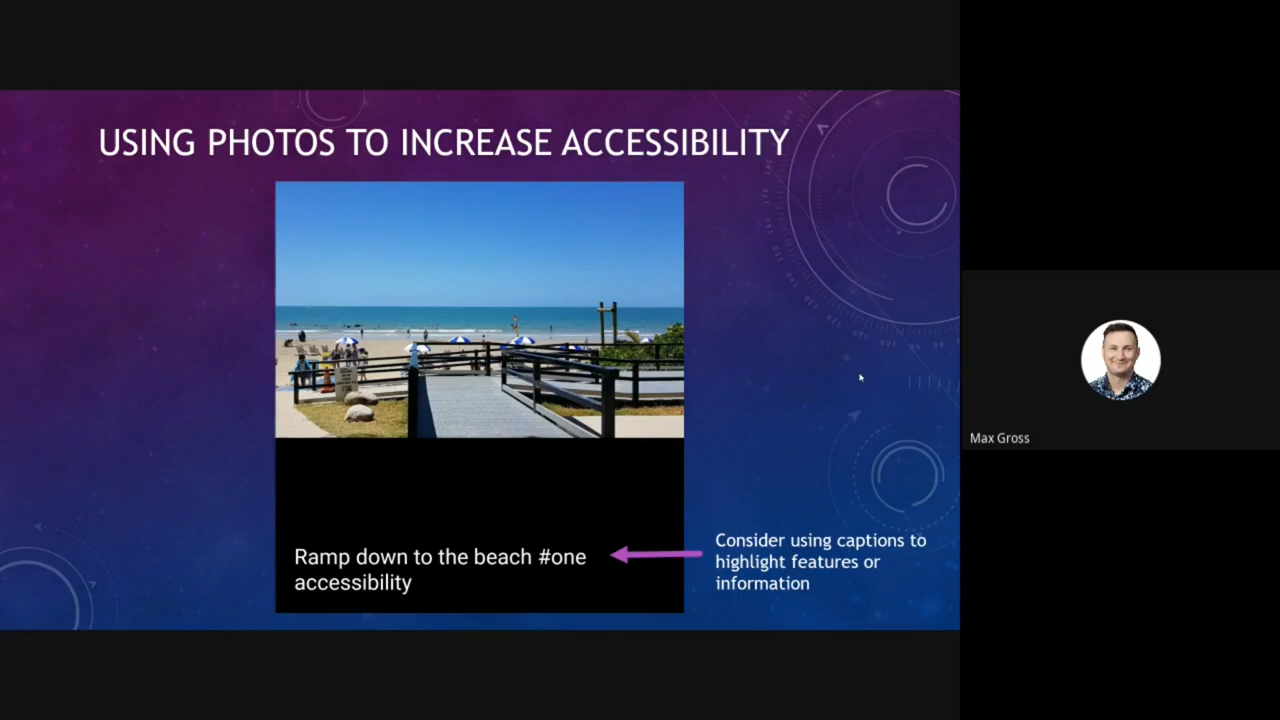 USING PHOTOS TO INCREASE ACCESSIBILITY
Ramp down to the beach #one
accessibility
Consider using captions to
highlight features or
information
Max Gross